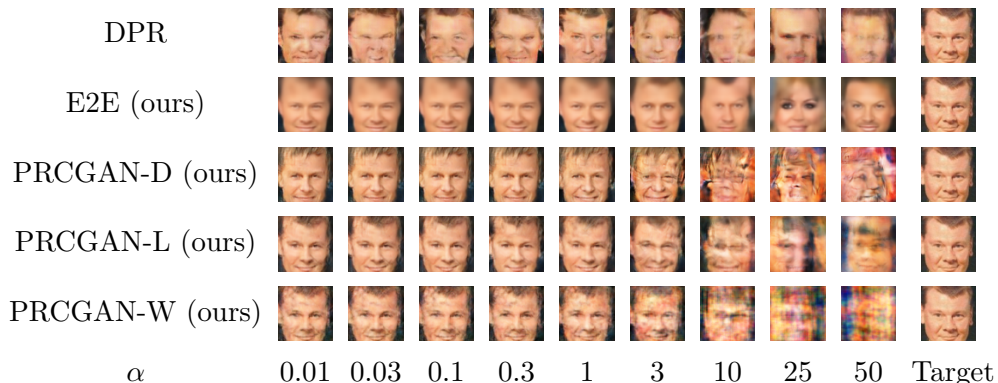 DPR
E2E (ours)
PRCGAN-D (ours)
PRCGAN-L (ours)
PRCGAN-W (ours)
α 0.01 0.03 0.1 0.3 1 3 10 25 50 Target